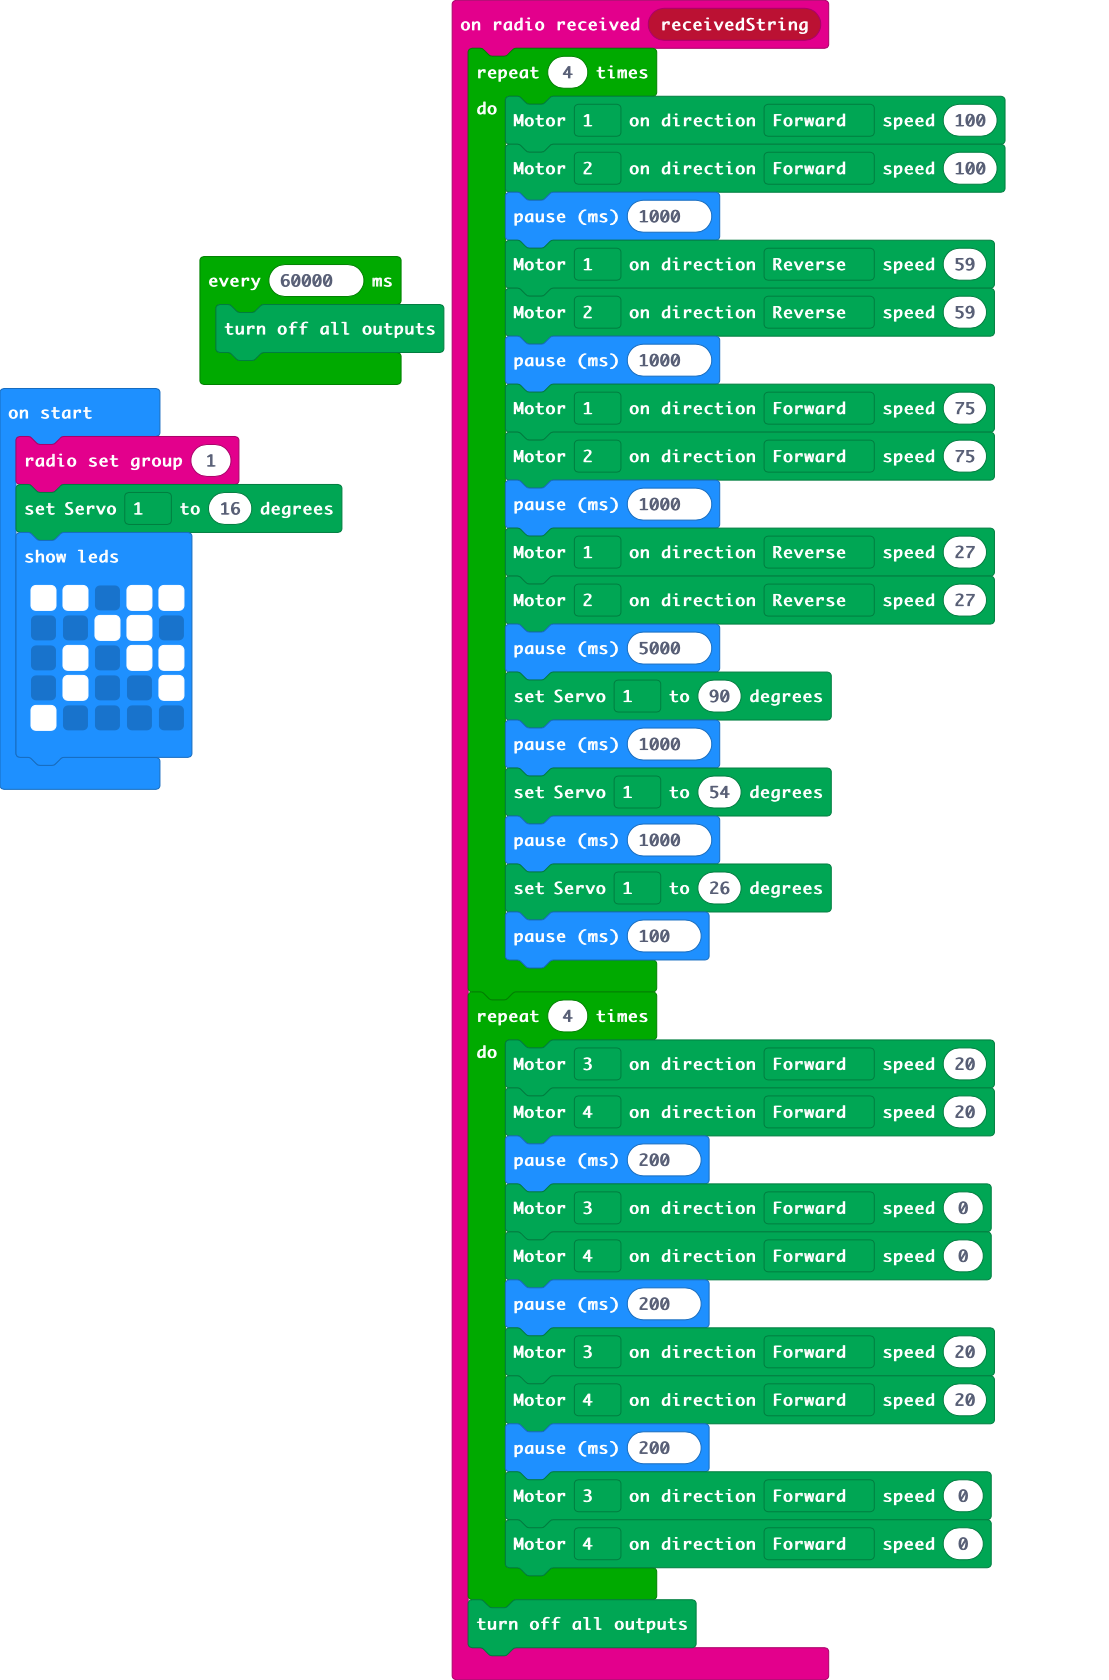 on radio received receivedString
repeat 4 times
do
Motor 1 on direction Forward speed 100
Motor 2 on direction Forward speed 100
pause (ms) 1000
Motor 1 on direction Reverse speed 59
Motor 2 on direction Reverse speed 59
pause (ms) 1000
Motor 1 on direction Forward speed 75
Motor 2 on direction Forward speed 75
pause (ms) 1000
Motor 1 on direction Reverse speed 27
Motor 2 on direction Reverse speed 27
pause (ms) 5000
set Servo 1 to 90 degrees
pause (ms) 1000
set Servo 1 to 54 degrees
pause (ms) 1000
set Servo 1 to 26 degrees
pause (ms) 100
repeat 4 times
do
Motor 3 on direction Forward speed 20
Motor 4 on direction Forward speed 20
pause (ms) 200
Motor 3 on direction Forward speed 0
Motor 4 on direction Forward speed 0
pause (ms) 200
Motor 3 on direction Forward speed 20
Motor 4 on direction Forward speed 20
pause (ms) 200
Motor 3 on direction Forward speed 0
Motor 4 on direction Forward speed 0
turn off all outputs
every 60000 ms
turn off all outputs
on start
radio set group 1
set Servo 1 to 16 degrees
show leds